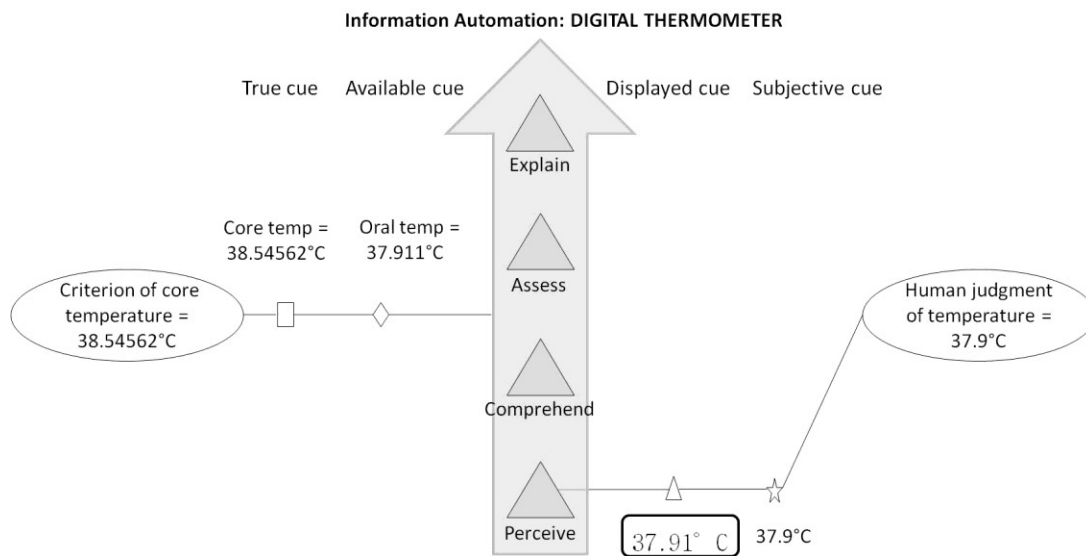 Information Automation: DIGITAL THERMOMETER
True cue
Available cue
Displayed cue
Subjective cue
Explain
Core temp =
38.54562°C
Oral temp =
37.911°C
Assess
Criterion of core
temperature =
38.54562°C
Human judgment
of temperature =
37.9°C
Comprehend
Perceive
37.91° C
37.9°C